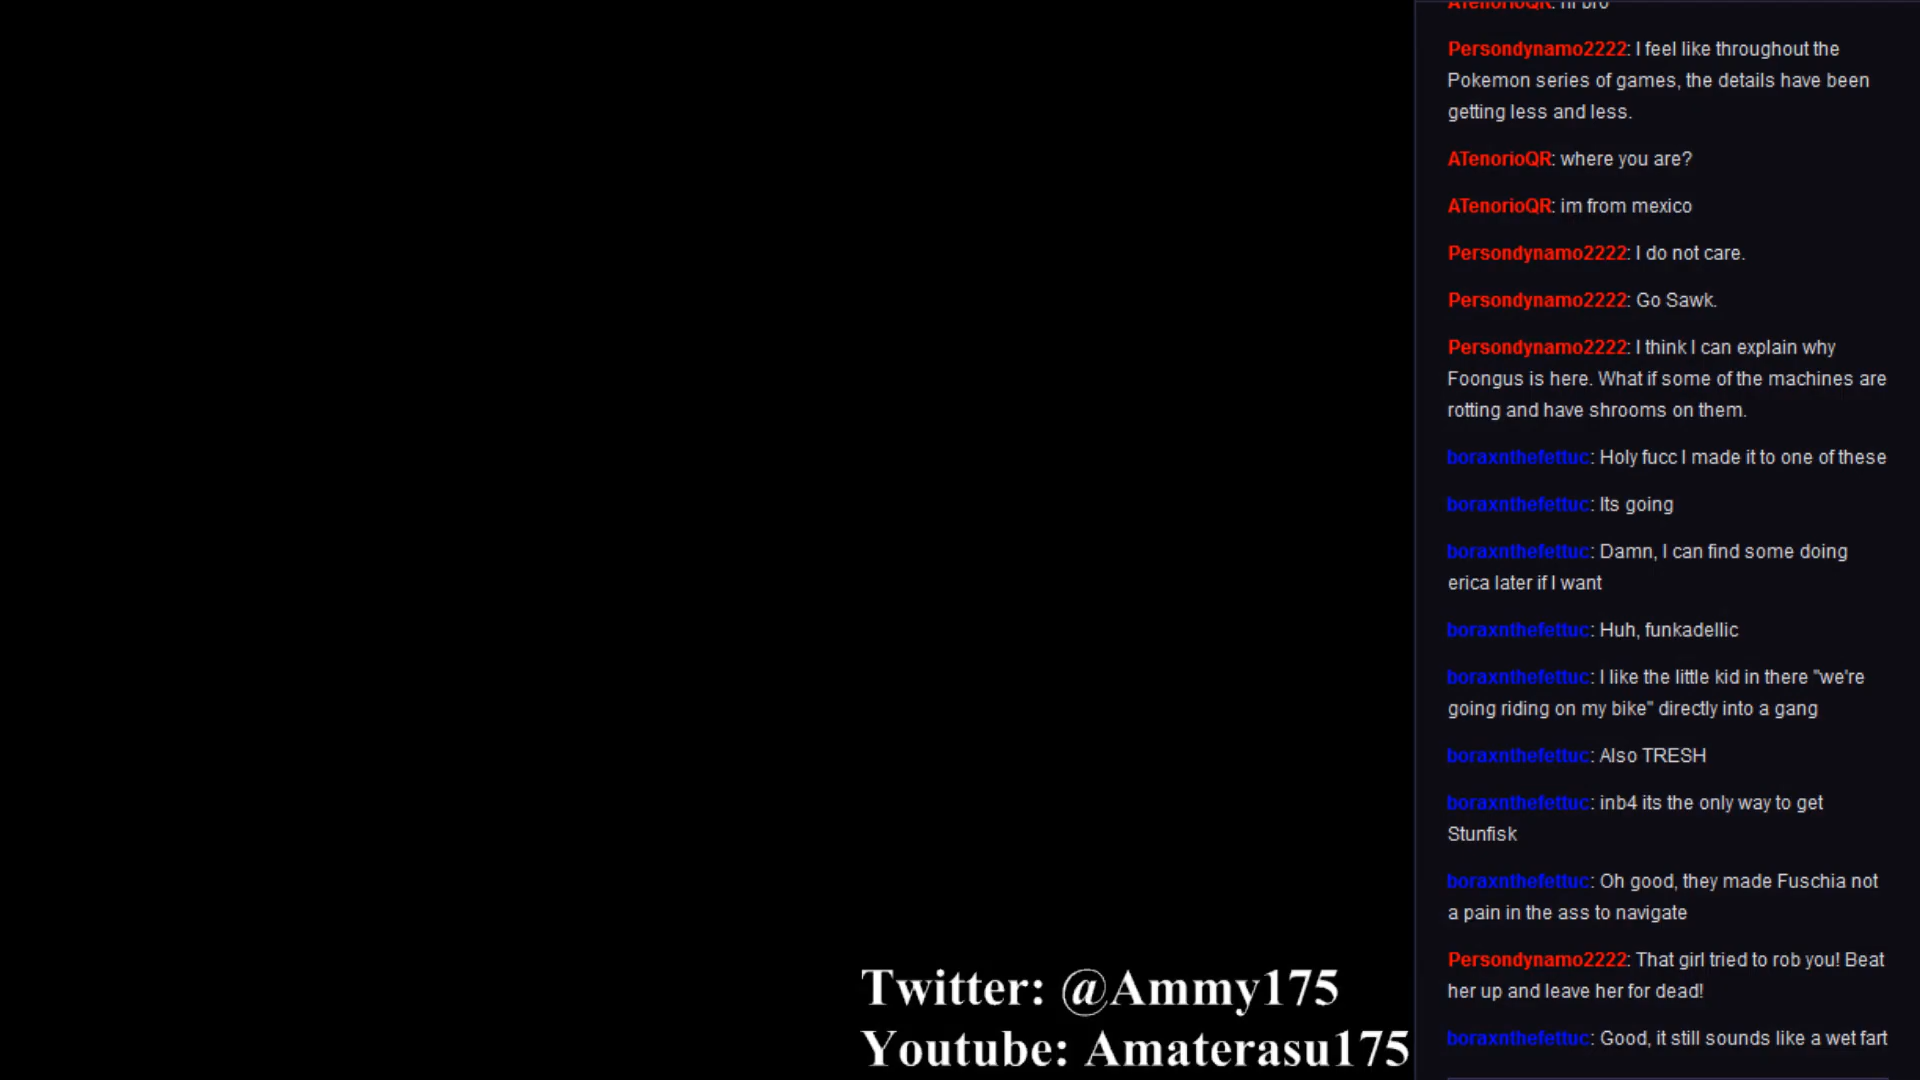 ATenorioQR: hi bro
Persondynamo2222: I feel like throughout the
Pokemon series of games, the details have been
getting less and less.
ATenorioQR: where you are?
ATenorioQR: im from mexico
Persondynamo2222: I do not care.
Persondynamo2222: Go Sawk.
Persondynamo2222: I think I can explain why
Foongus is here. What if some of the machines are
rotting and have shrooms on them.
boraxnthefettuc: Holy fucc I made it to one of these
boraxnthefettuc: Its going
boraxnthefettuc: Damn, I can find some doing
erica later if I want
boraxnthefettuc: Huh, funkadellic
boraxnthefettuc: I like the little kid in there "we're
going riding on my bike" directly into a gang
boraxnthefettuc: Also TRESH
boraxnthefettuc: inb4 its the only way to get
Stunfisk
boraxnthefettuc: Oh good, they made Fuschia not
a pain in the ass to navigate
Persondynamo2222: That girl tried to rob you! Beat
her up and leave her for dead!
boraxnthefettuc: Good, it still sounds like a wet fart
Twitter: @Ammy175
Youtube: Amaterasu175